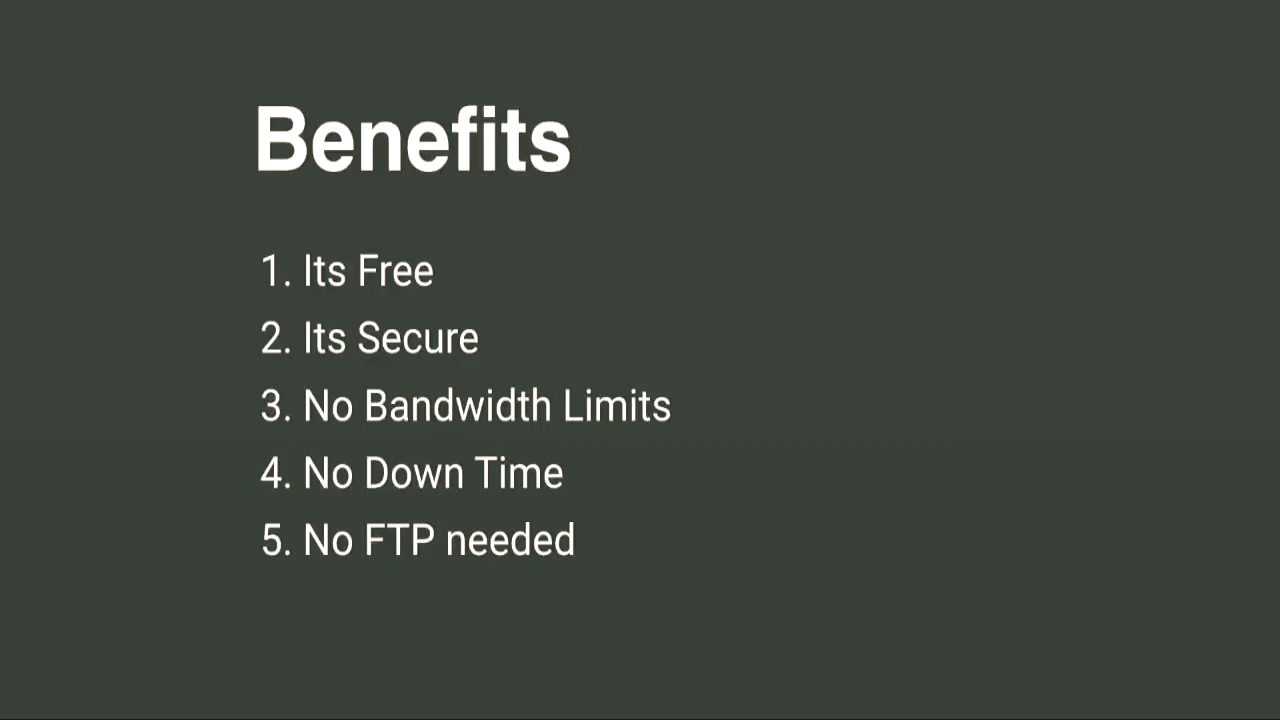 Benefits
1. Its Free
2. Its Secure
3. No Bandwidth Limits
4. No Down Time
5. No FTP needed